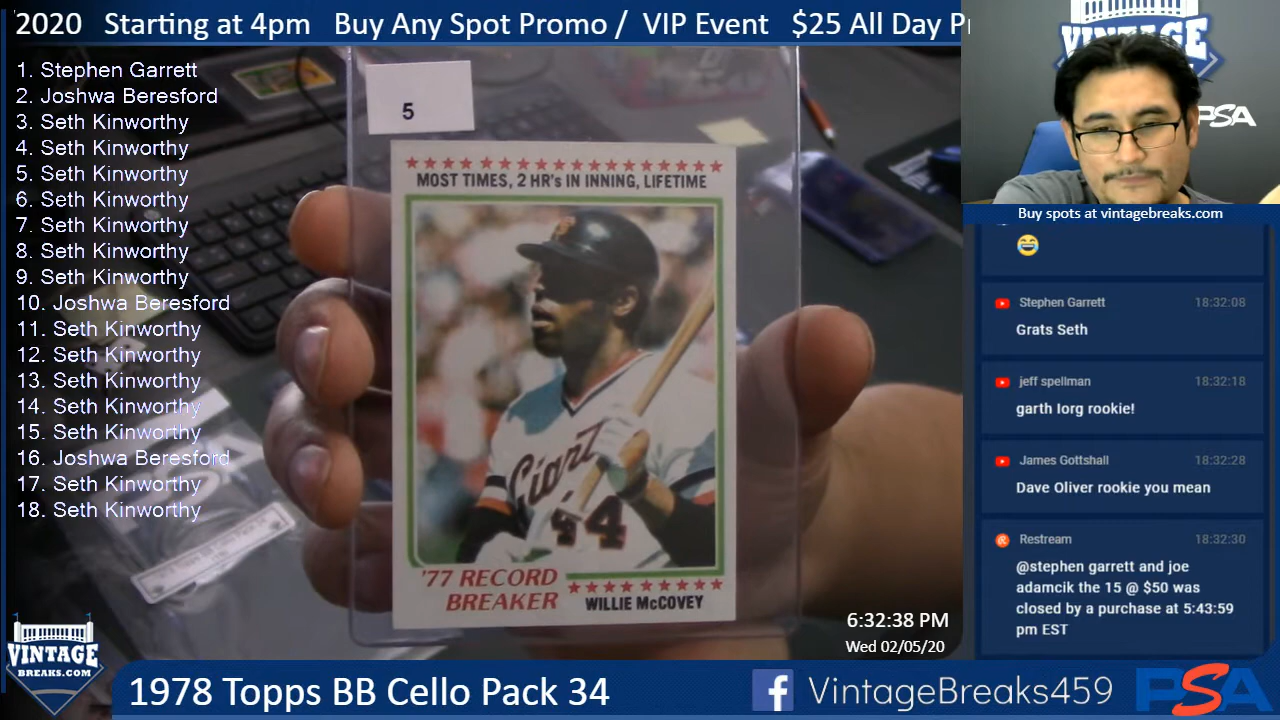 2020 Starting at 4pm Buy Any Spot Promo / VIP Event $25 All Day
1. Stephen Garrett
2. Joshwa Beresford
3. Seth Kinworthy
4. Seth Kinworthy
5. Seth Kinworthy
6. Seth Kinworthy
7. Seth Kinworthy
8. Seth Kinworthy
9. Seth Kinworthy
10. Joshwa Beresford
11. Seth Kinworthy
12. Seth Kinworthy
13. Seth Kinworthy
14. Seth Kinworthy
15. Seth Kinworthy
16. Joshwa Beresford
17. Seth Kinworthy
18. Seth Kinworthy
5
MOST TIMES, 2 HR's IN INNING, LIFETIME
Giants
44
'77 RECORD
BREAKER
WILLIE McCOVEY
VINTAGE
PSA
Buy spots at vintagebreaks.com
Stephen Garrett 18:32:08
Grats Seth
jeff spellman 18:32:18
garth Iorg rookie!
James Gottshall 18:32:28
Dave Oliver rookie you mean
Restream 18:32:30
@stephen garrett and joe
adamcik the 15 @ $50 was
closed by a purchase at 5:43:59
pm EST
6:32:38 PM
Wed 02/05/20
VINTAGE
BREAKS.COM
1978 Topps BB Cello Pack 34
f VintageBreaks459
PSA